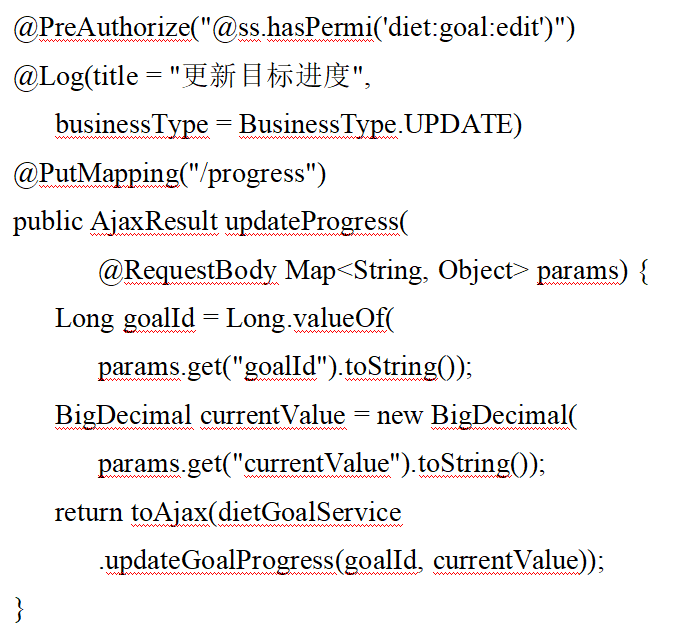 @PreAuthorize("@ss.hasPermi('diet:goal:edit')")
@Log(title = "更新目标进度",
businessType = BusinessType.UPDATE)
@PutMapping("/progress")
public AjaxResult updateProgress(
@RequestBody Map<String, Object> params) {
Long goalId = Long.valueOf(
params.get("goalId").toString());
BigDecimal currentValue = new BigDecimal(
params.get("currentValue").toString());
return toAjax(dietGoalService
.updateGoalProgress(goalId, currentValue));
}